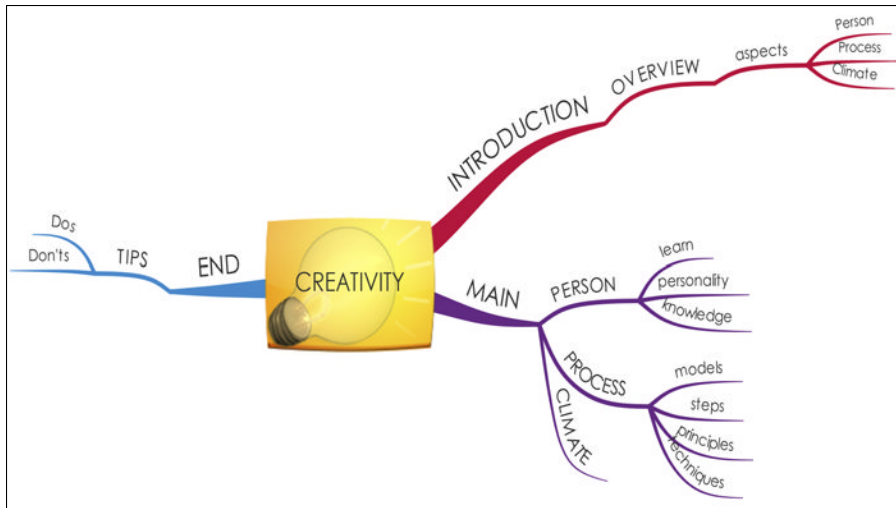 CREATIVITY
INTRODUCTION
OVERVIEW
aspects
Person
Process
Climate
MAIN
PERSON
learn
personality
knowledge
PROCESS
models
steps
principles
techniques
CLIMATE
END
TIPS
Dos
Don'ts